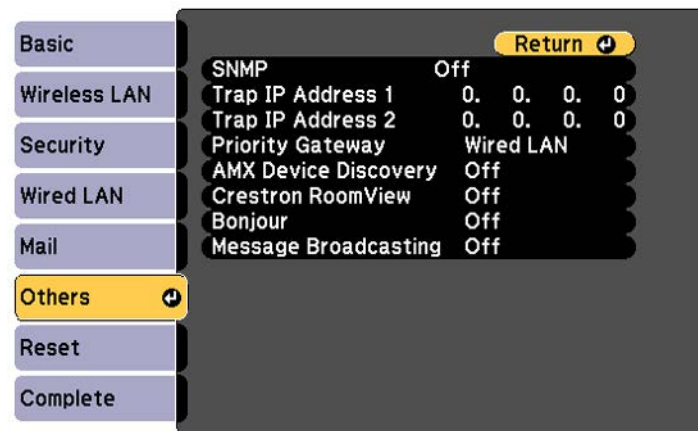 Basic
Wireless LAN
Security
Wired LAN
Mail
Others
Reset
Complete
Return
SNMP Off
Trap IP Address 1 0. 0. 0. 0
Trap IP Address 2 0. 0. 0. 0
Priority Gateway Wired LAN
AMX Device Discovery Off
Crestron RoomView Off
Bonjour Off
Message Broadcasting Off